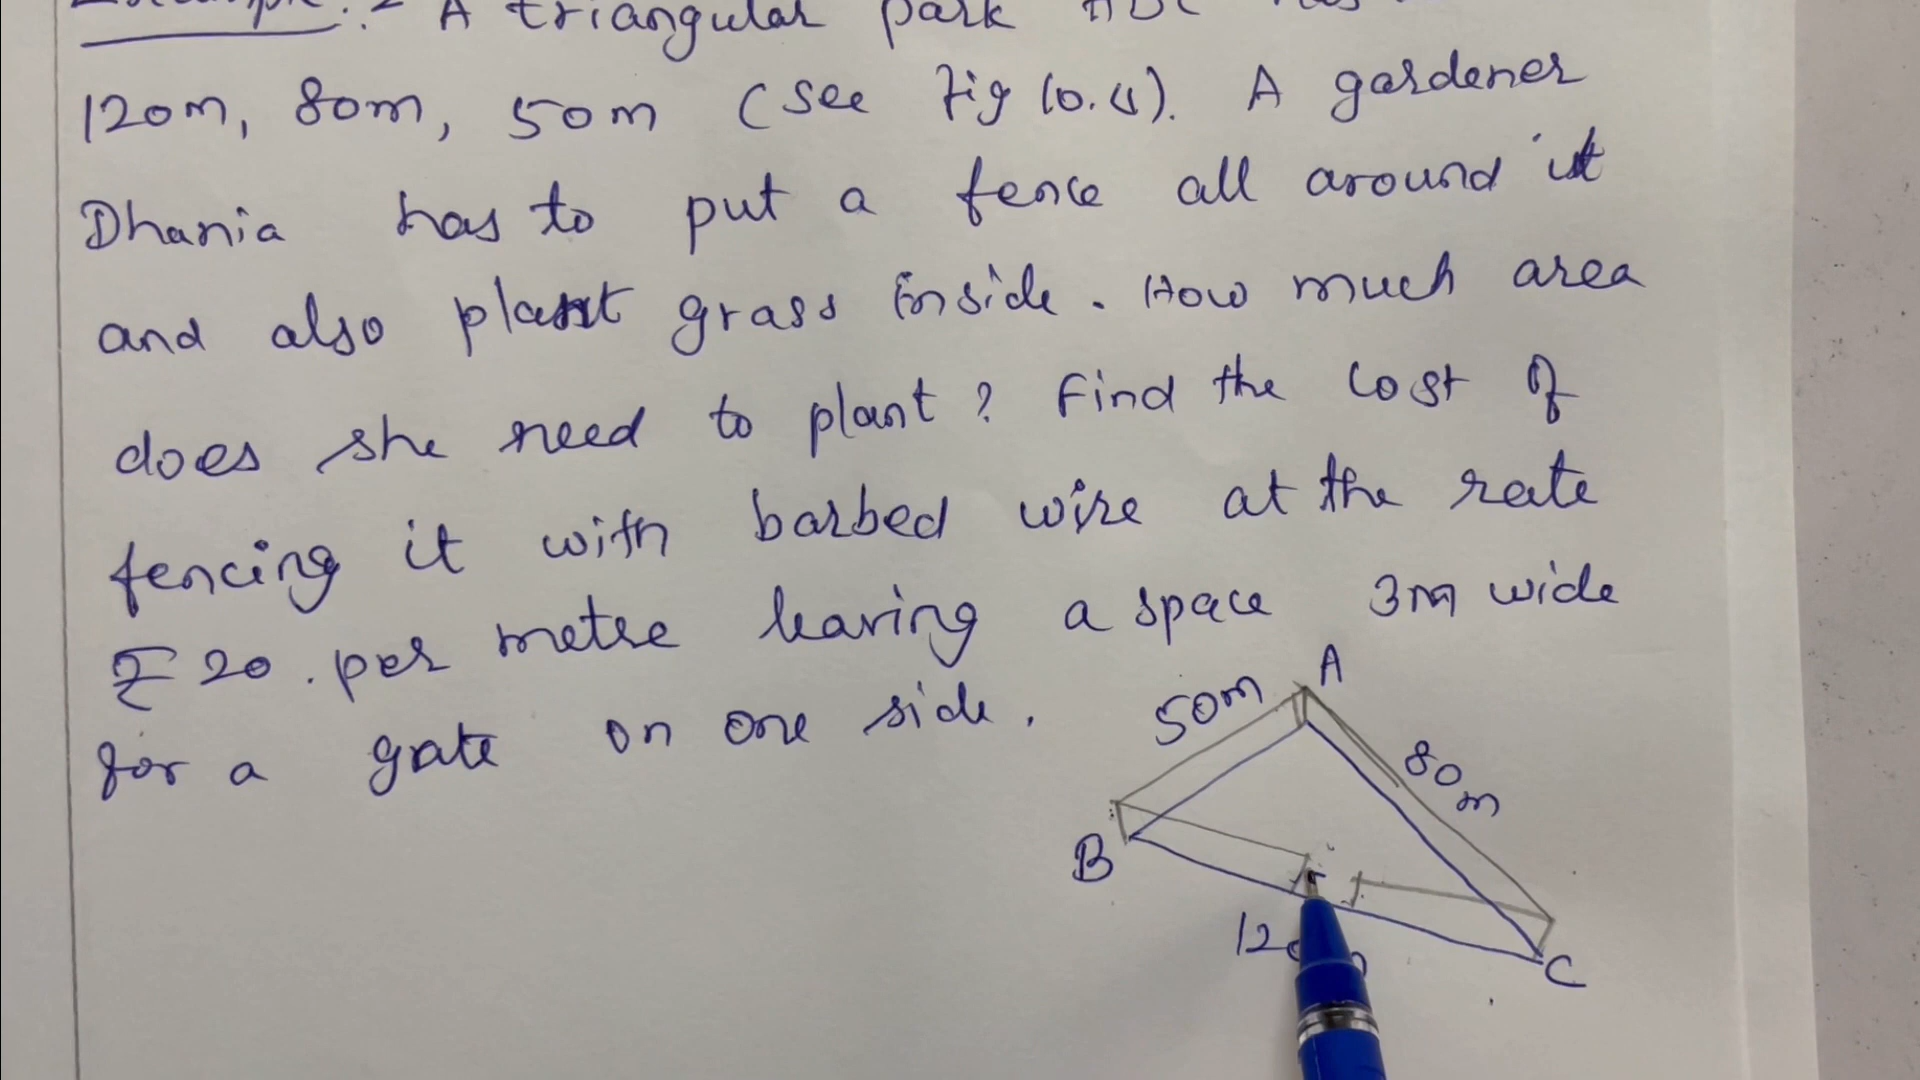 Example :- A triangular park ABC has
120m, 80m, 50m (see Fig 10.4). A gardener
Dhania has to put a fence all around it
and also plant grass inside. How much area
does she need to plant? Find the cost of
fencing it with barbed wire at the rate
₹20. per metre leaving a space 3m wide
for a gate on one side.
A
50m
80m
B
C